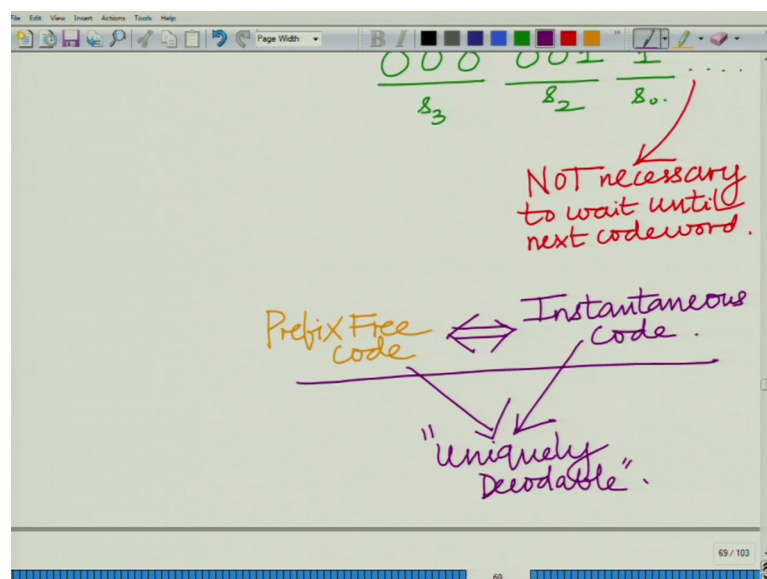 File Edit View Insert Actions Tools Help
Page Width
B I
000 001 1 ....
s3 s2 s0.
NOT necessary
to wait until
next codeword.
Prefix Free
code
⟺
Instantaneous
code.
"Uniquely
Decodable".
69 / 103
69